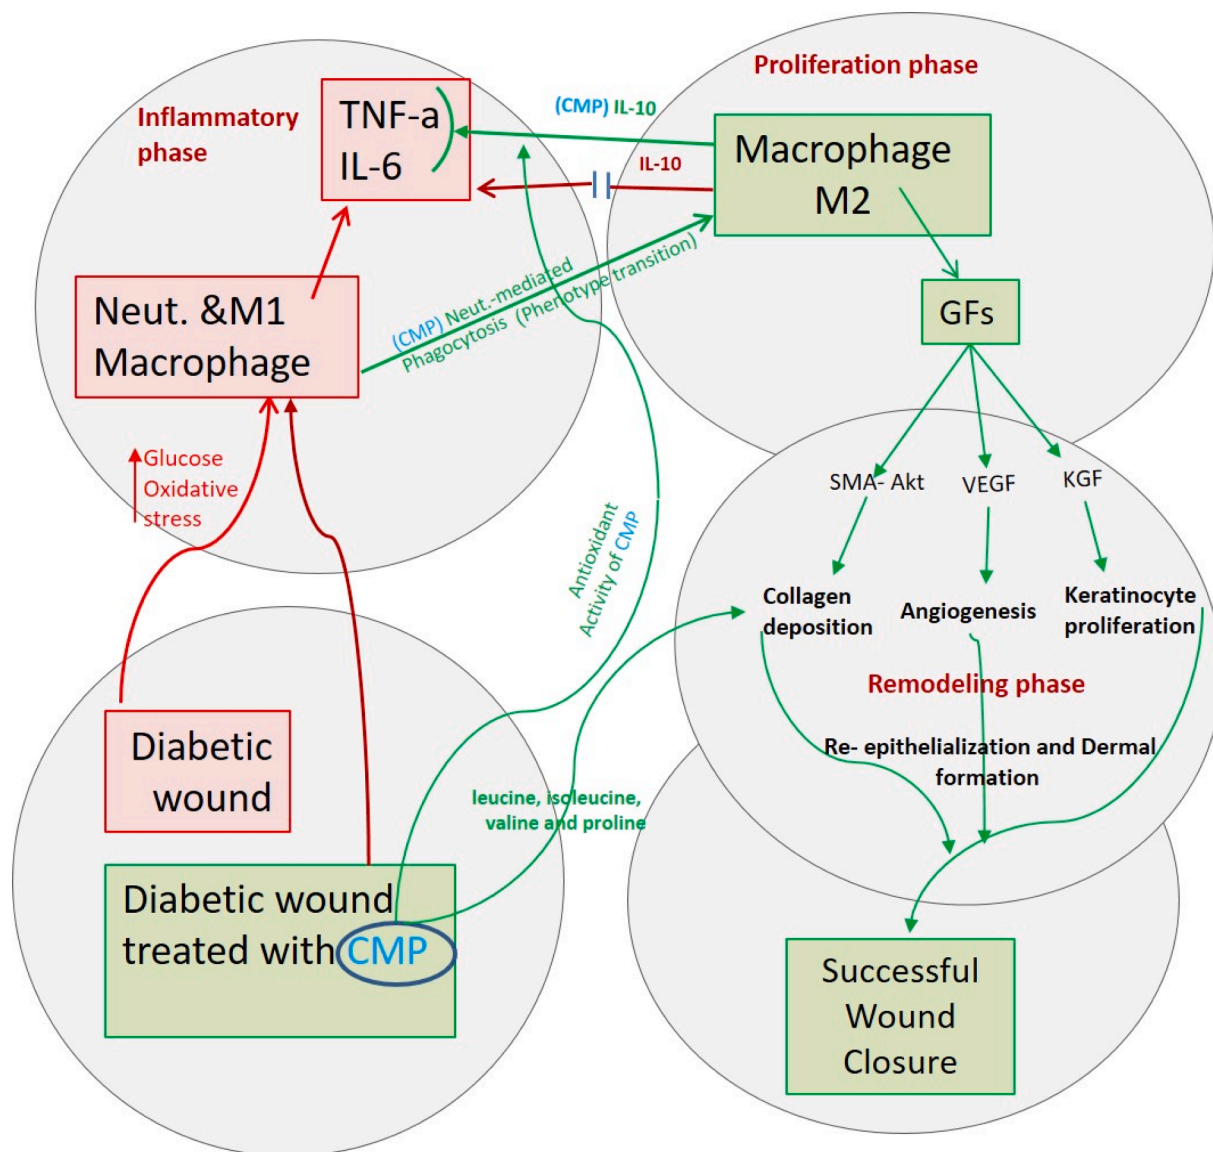 Inflammatory
phase
TNF-a
IL-6
(CMP) IL-10
IL-10
Proliferation phase
Macrophage
M2
(CMP) Neut.-mediated
Phagocytosis (Phenotype transition)
Neut. &M1
Macrophage
GFs
Glucose
Oxidative
stress
SMA- Akt
VEGF
KGF
Antioxidant
Activity of CMP
Collagen
deposition
Angiogenesis
Keratinocyte
proliferation
Remodeling phase
Re- epithelialization and Dermal
formation
Diabetic
wound
leucine, isoleucine,
valine and proline
Diabetic wound
treated with CMP
Successful
Wound
Closure